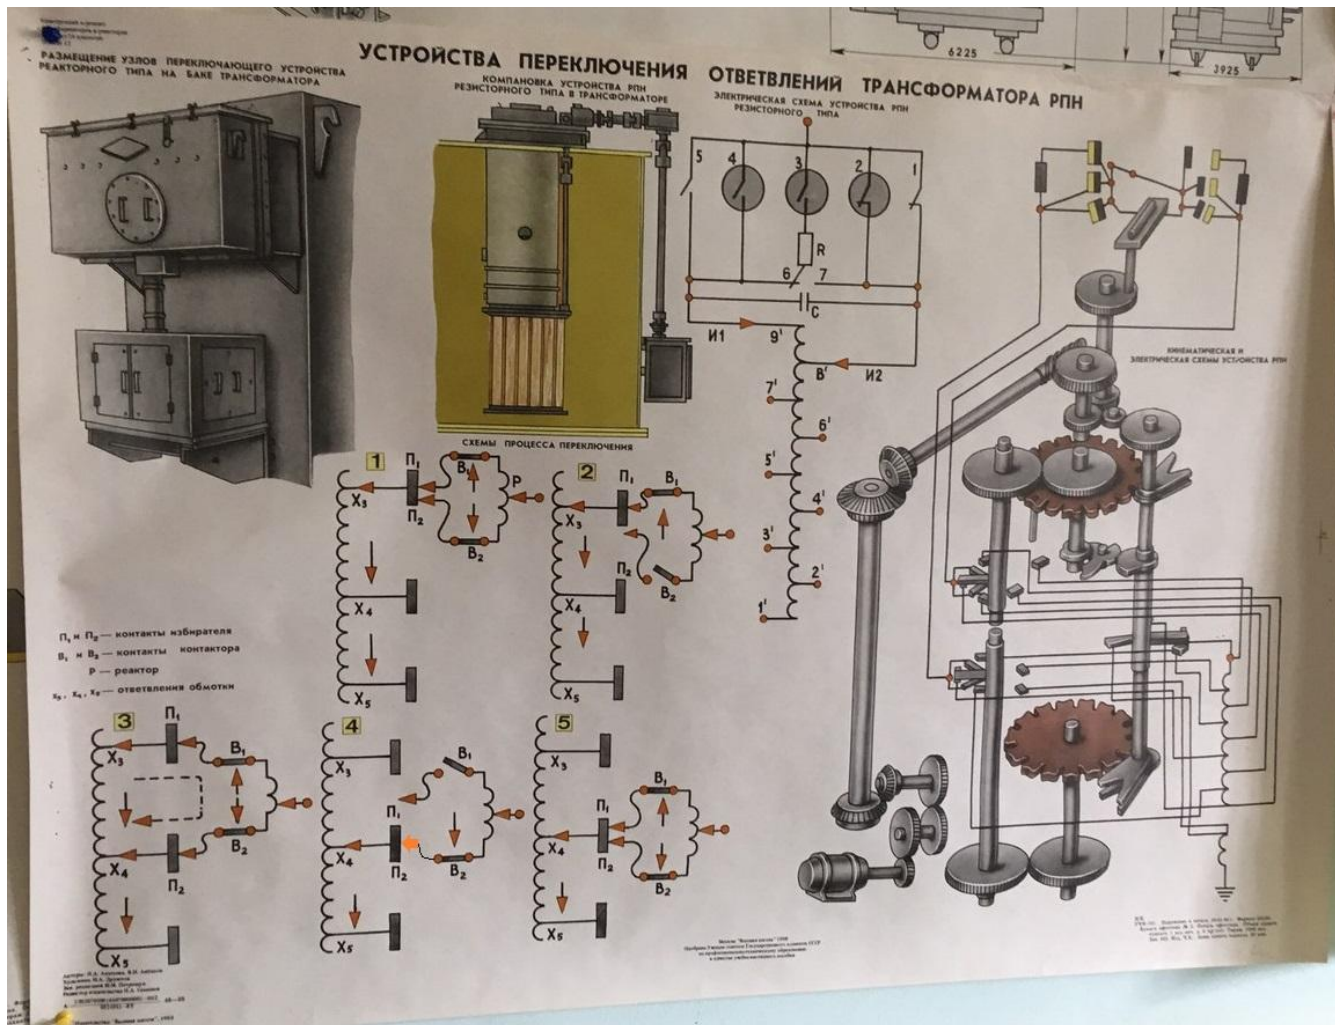 УСТРОЙСТВА ПЕРЕКЛЮЧЕНИЯ ОТВЕТВЛЕНИЙ ТРАНСФОРМАТОРА РПН
6225
3925
РАЗМЕЩЕНИЕ УЗЛОВ ПЕРЕКЛЮЧАЮЩЕГО УСТРОЙСТВА
РЕАКТОРНОГО ТИПА НА БАКЕ ТРАНСФОРМАТОРА
КОМПАНОВКА УСТРОЙСТВА РПН
РЕЗИСТОРНОГО ТИПА В ТРАНСФОРМАТОРЕ
ЭЛЕКТРИЧЕСКАЯ СХЕМА УСТРОЙСТВА РПН
РЕЗИСТОРНОГО ТИПА
5 4 3 2 1
R
6 7
С
И1 9'
В' И2
7'
6'
5'
4'
3'
2'
1'
КИНЕМАТИЧЕСКАЯ И
ЭЛЕКТРИЧЕСКАЯ СХЕМЫ УСТРОЙСТВА РПН
СХЕМЫ ПРОЦЕССА ПЕРЕКЛЮЧЕНИЯ
1
П₁
В₁
Р
X₃
П₂
В₂
X₄
X₅
2
П₁
В₁
X₃
П₂
В₂
X₄
X₅
П₁ и П₂ — контакты избирателя
В₁ и В₂ — контакты контактора
Р — реактор
X₃, X₄, X₅ — ответвления обмотки
3
П₁
X₃
В₁
В₂
X₄
П₂
X₅
4
X₃
В₁
П₁
X₄
П₂
В₂
X₅
5
X₃
В₁
П₁
X₄
П₂
В₂
X₅